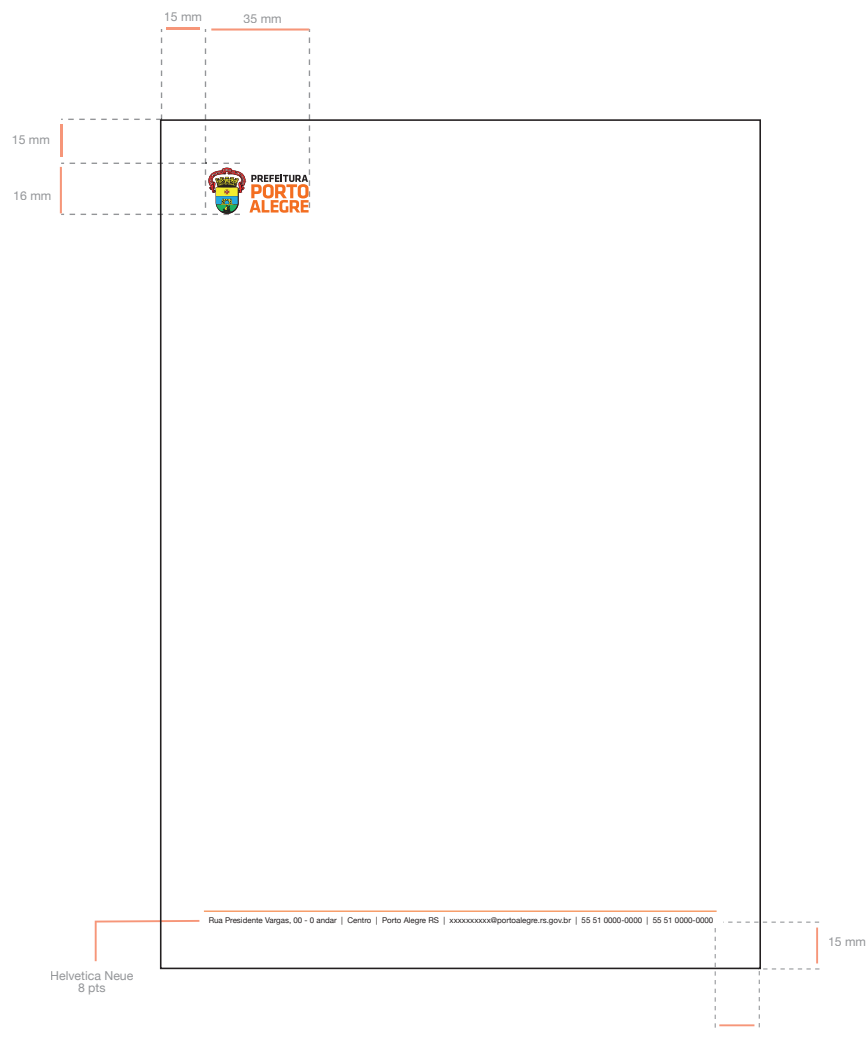 15 mm
35 mm
15 mm
16 mm
PREFEITURA
PORTO
ALEGRE
Rua Presidente Vargas, 00 - 0 andar | Centro | Porto Alegre RS | xxxxxxxxxx@portoalegre.rs.gov.br | 55 51 0000-0000 | 55 51 0000-0000
15 mm
Helvetica Neue
8 pts